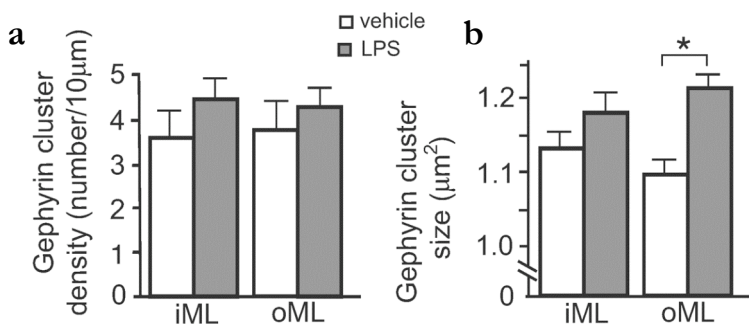 a
vehicle
LPS
b
Gephyrin cluster
density (number/10µm)
5
4
3
2
1
0
iML
oML
Gephyrin cluster
size (µm²)
1.2
1.1
1.0
0
*
iML
oML